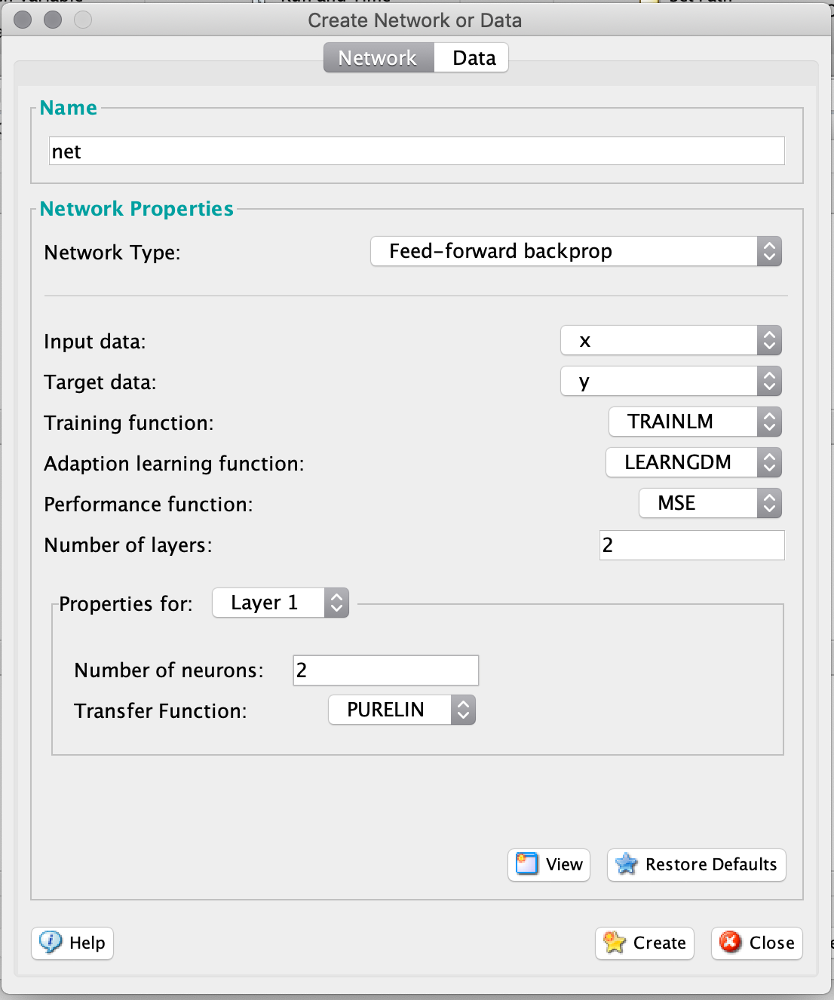 Create Network or Data
Network Data
Name
net
Network Properties
Network Type: Feed-forward backprop
Input data: x
Target data: y
Training function: TRAINLM
Adaption learning function: LEARNGDM
Performance function: MSE
Number of layers: 2
Properties for: Layer 1
Number of neurons: 2
Transfer Function: PURELIN
View Restore Defaults
Help Create Close